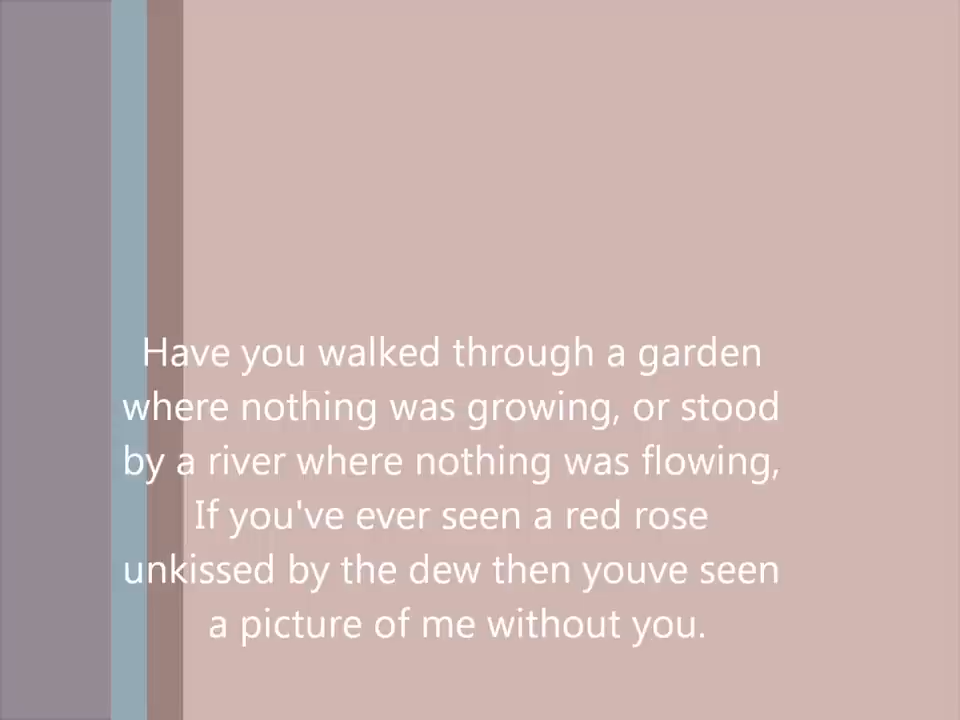 Have you walked through a garden
where nothing was growing, or stood
by a river where nothing was flowing,
If you've ever seen a red rose
unkissed by the dew then youve seen
a picture of me without you.